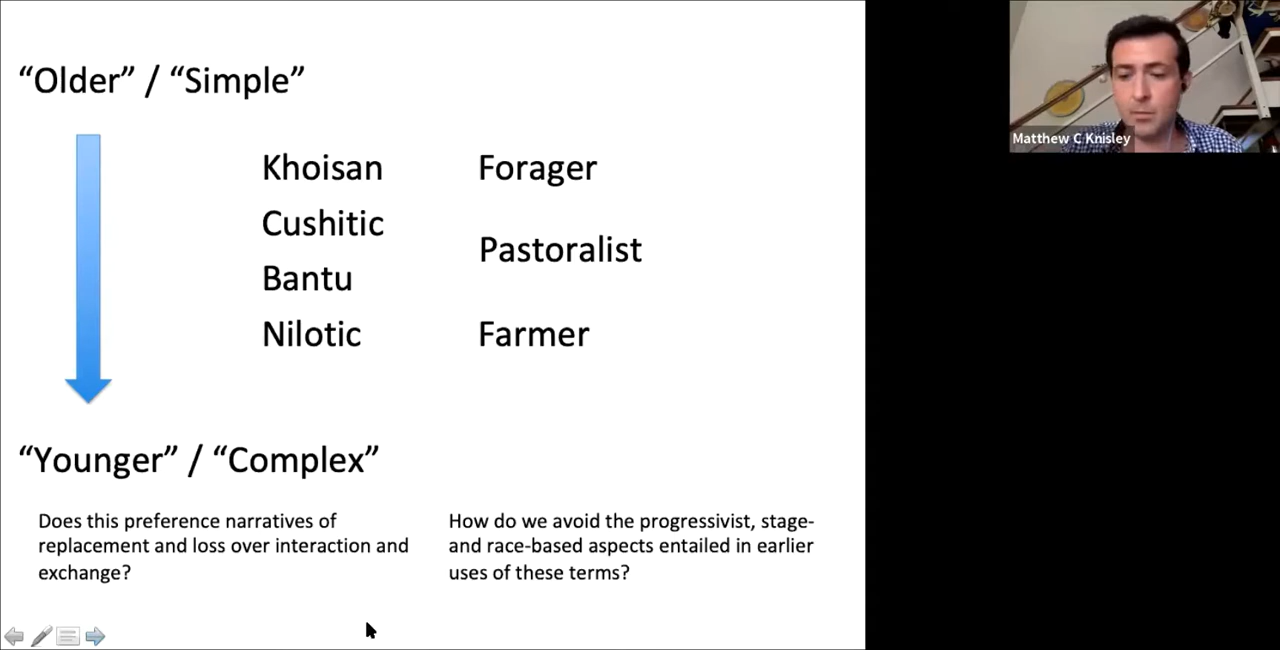 “Older” / “Simple”
Khoisan
Forager
Cushitic
Pastoralist
Bantu
Nilotic
Farmer
“Younger” / “Complex”
Does this preference narratives of
replacement and loss over interaction and
exchange?
How do we avoid the progressivist, stage-
and race-based aspects entailed in earlier
uses of these terms?
Matthew C Knisley